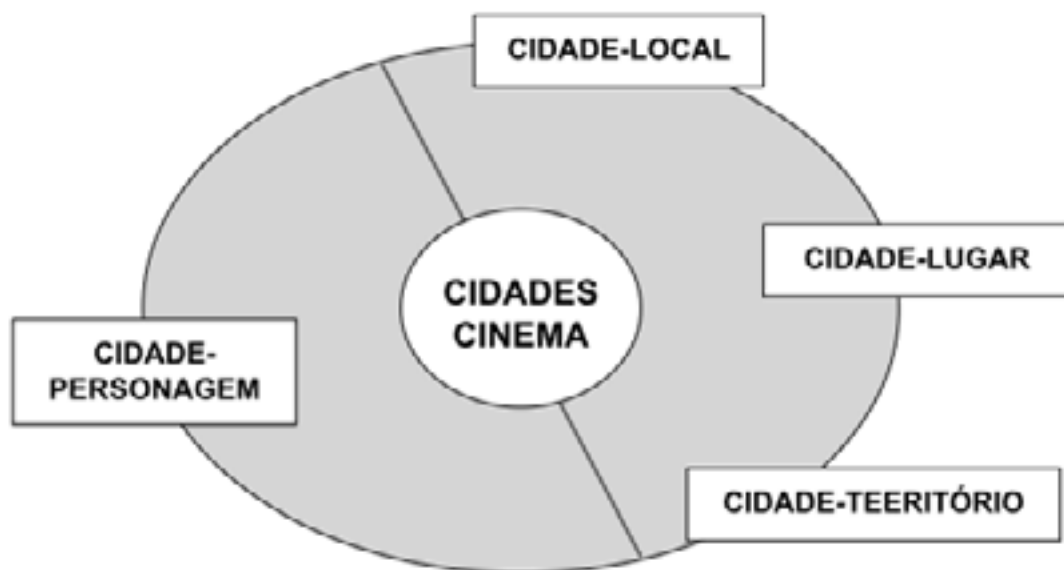 CIDADE-LOCAL
CIDADE-LUGAR
CIDADES
CINEMA
CIDADE-
PERSONAGEM
CIDADE-TEERITÓRIO